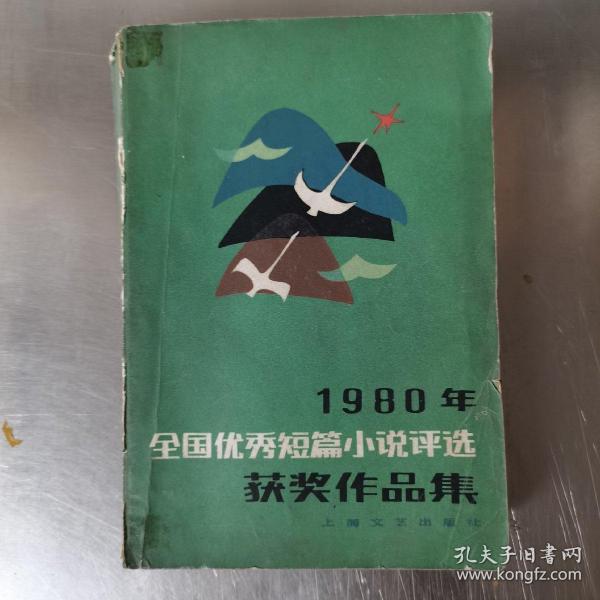 1980年
全国优秀短篇小说评选
获奖作品集
上海文艺出版社
孔夫子旧书网
www.kongfz.com